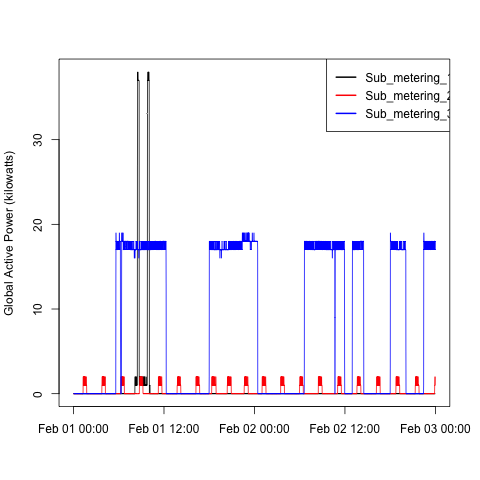 Sub_metering_1
Sub_metering_2
Sub_metering_3
Global Active Power (kilowatts)
30
20
10
0
Feb 01 00:00 Feb 01 12:00 Feb 02 00:00 Feb 02 12:00 Feb 03 00:00